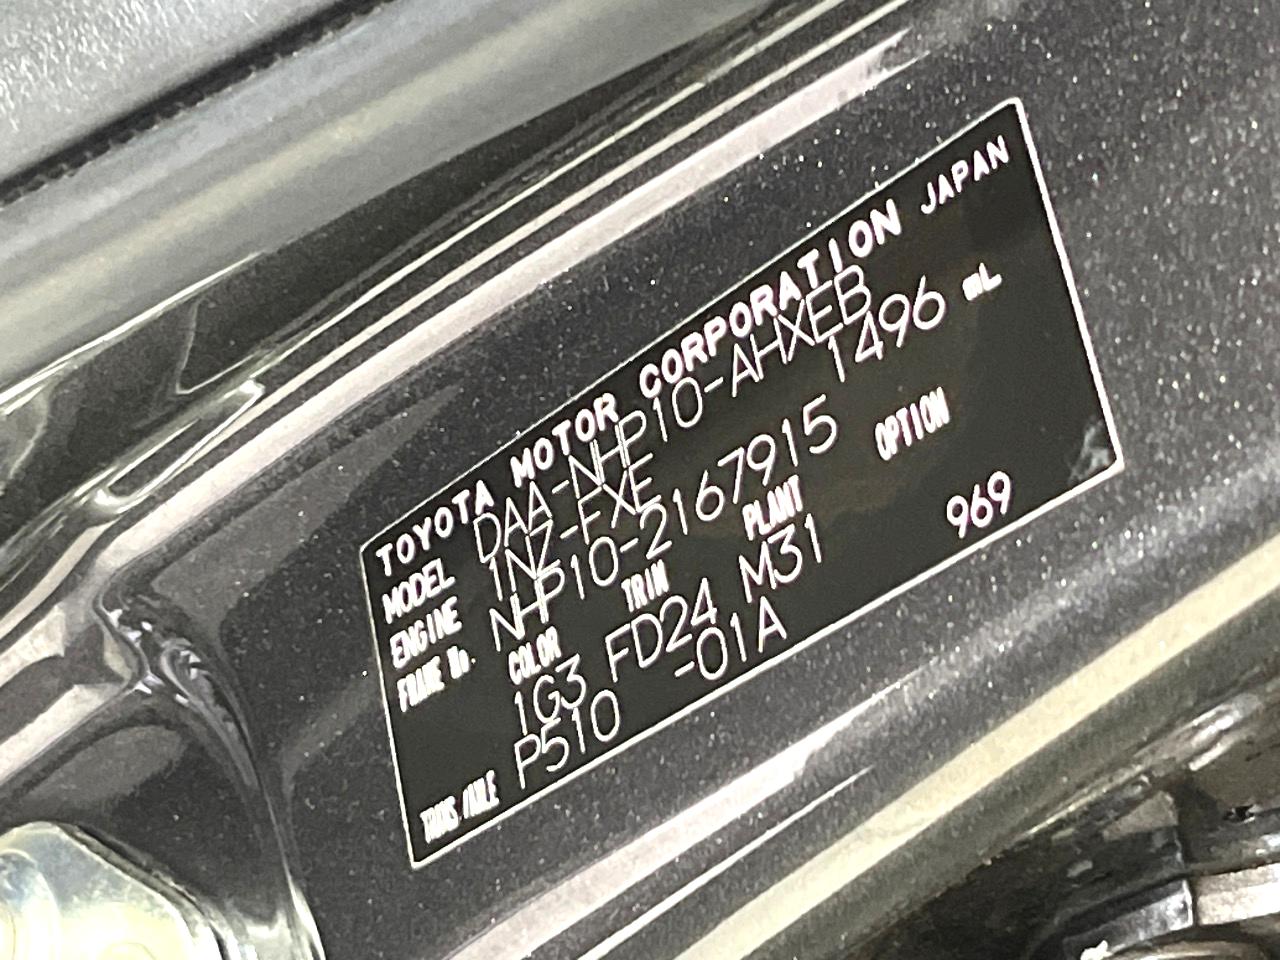 TOYOTA MOTOR CORPORATION JAPAN
MODEL DAA-NHP10-AHXEB
ENGINE 1NZ-FXE 1496 mL
FRAME No. NHP10-2167915
COLOR TRIM PLANT OPTION
1G3 FD24 M31 969
TRANS/AXLE P510 -01A